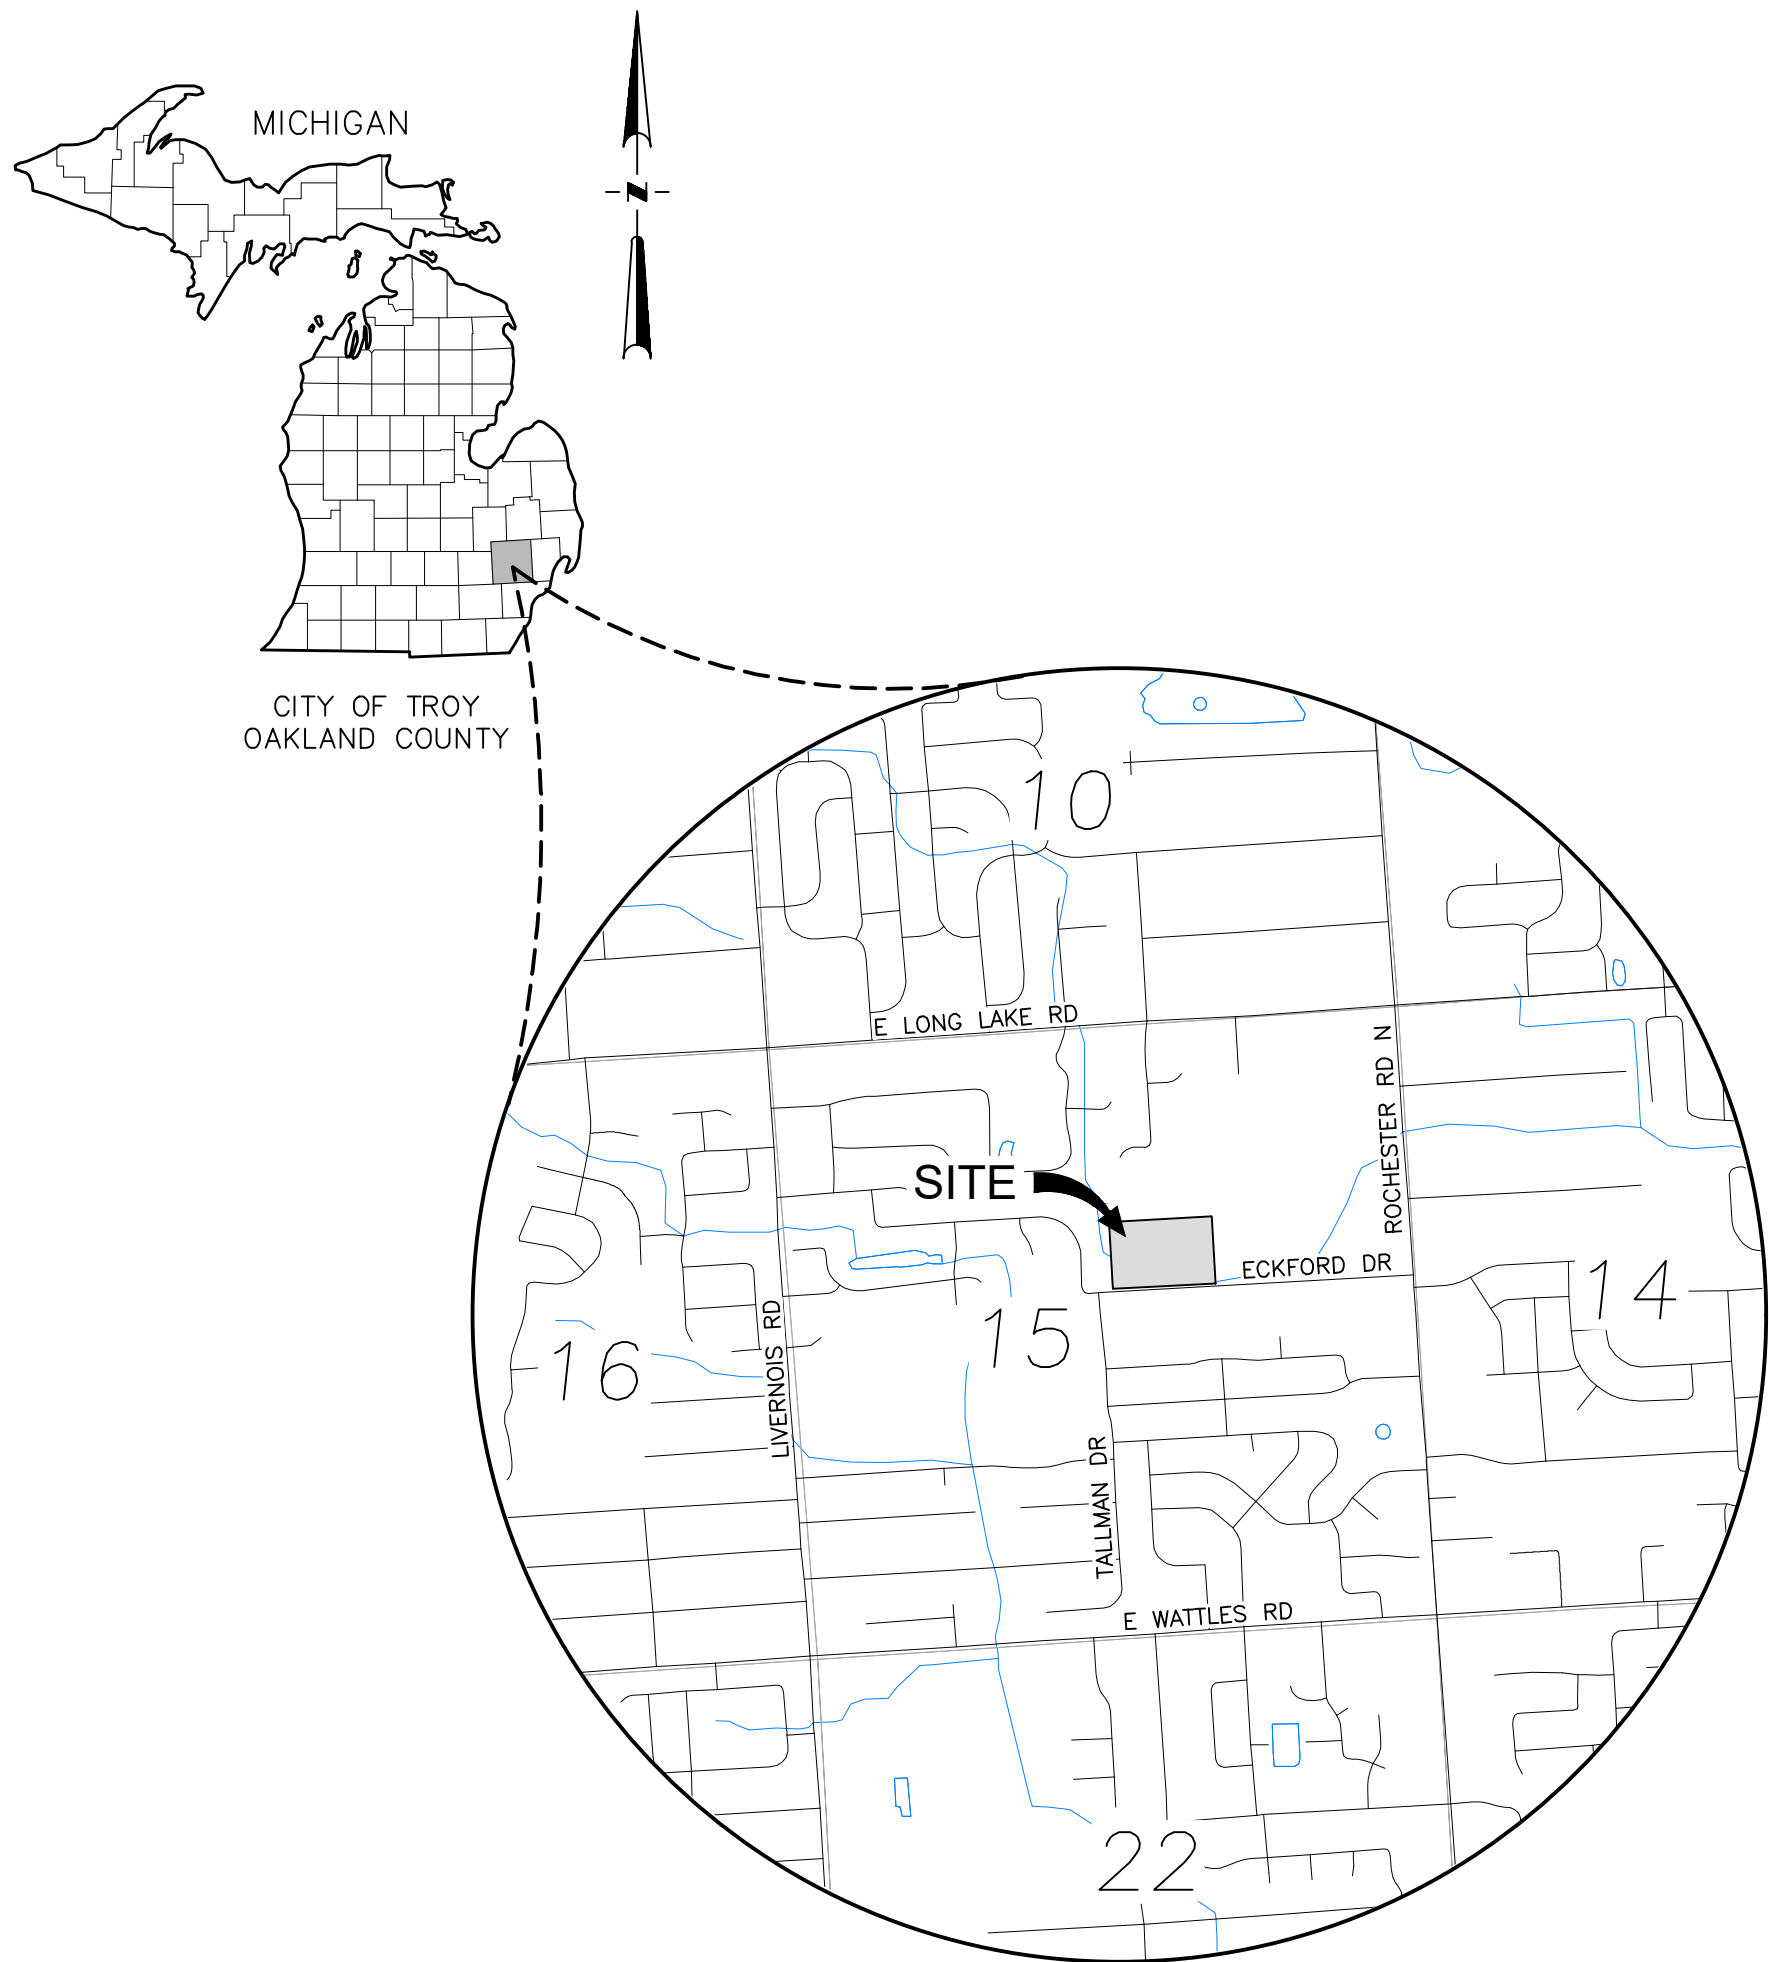 MICHIGAN
N
CITY OF TROY
OAKLAND COUNTY
10
E LONG LAKE RD
ROCHESTER RD N
SITE
ECKFORD DR
14
15
16
LIVERNOIS RD
TALLMAN DR
E WATTLES RD
22